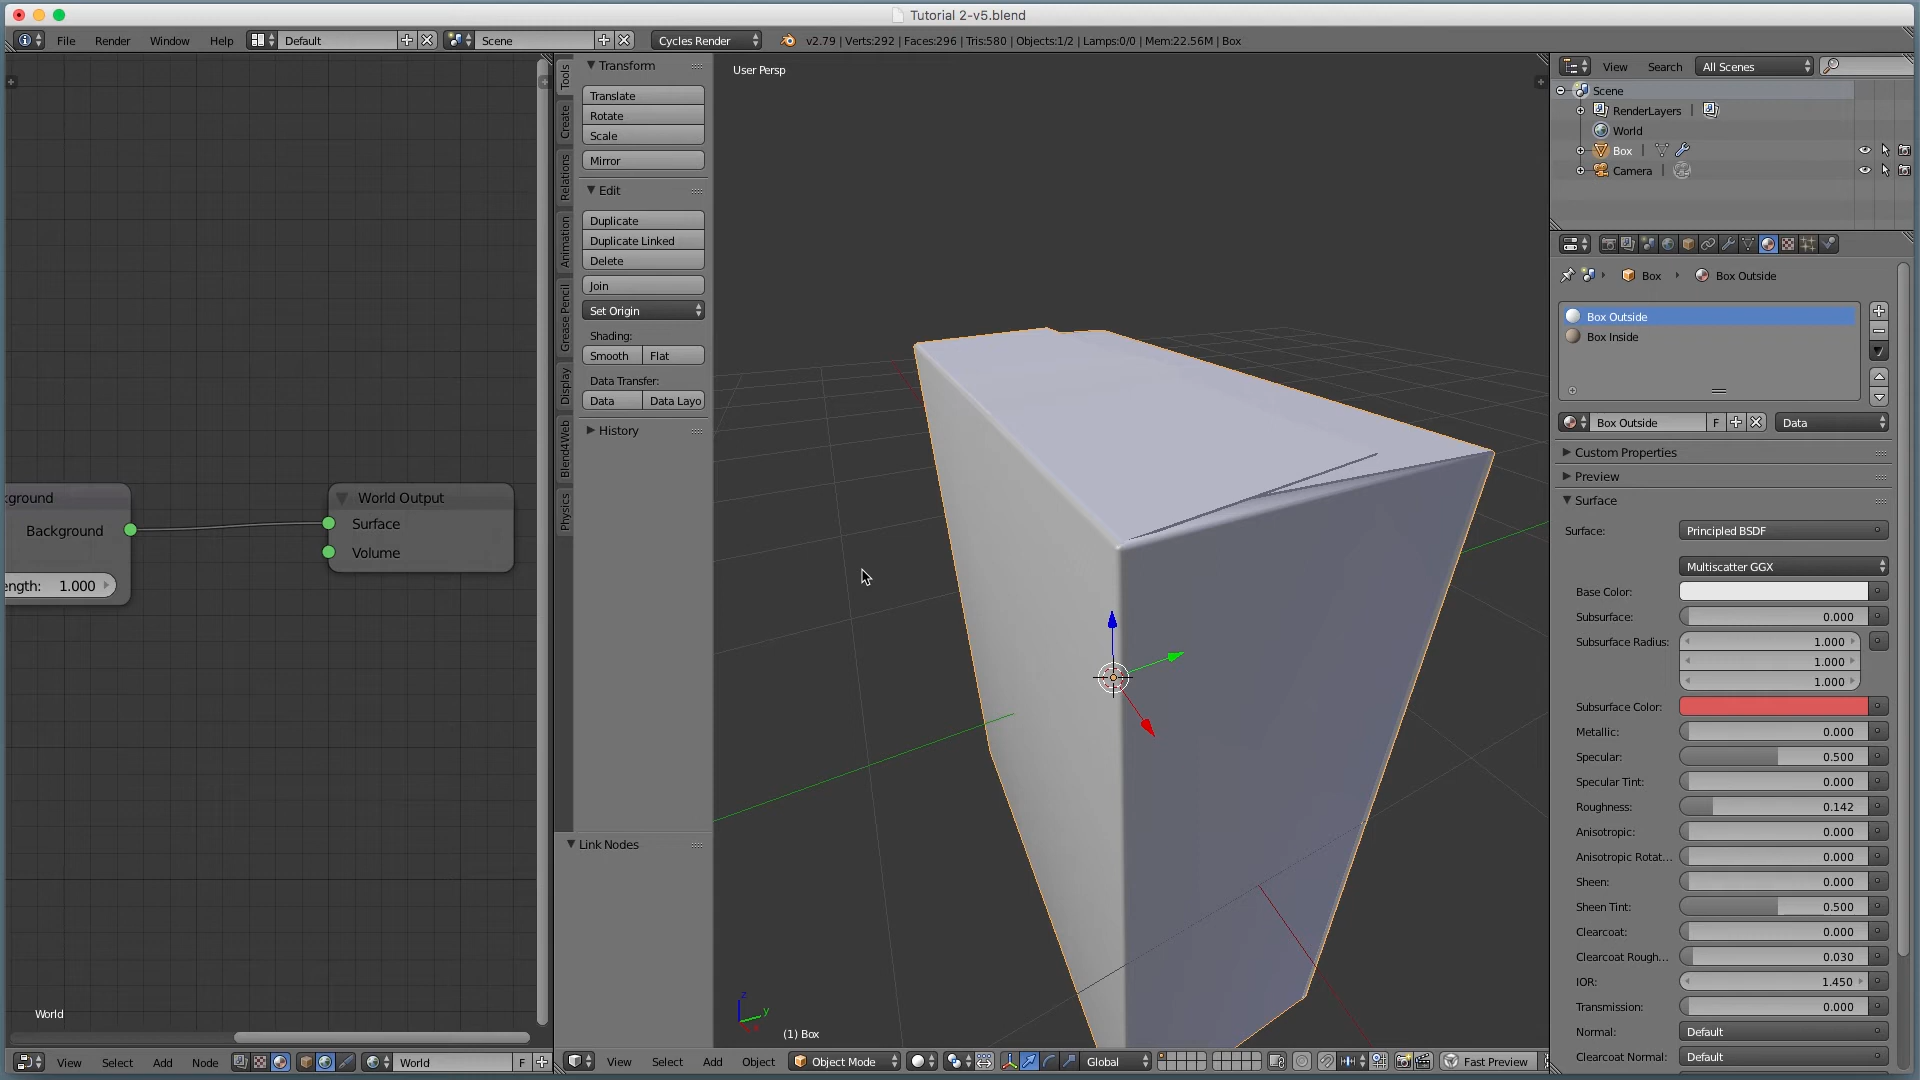 Tutorial 2-v5.blend
File Render Window Help Default Scene Cycles Render v2.79 | Verts:292 | Faces:296 | Tris:580 | Objects:1/2 | Lamps:0/0 | Mem:22.56M | Box
kground
Background
ength: 1.000
World Output
Surface
Volume
World
View Select Add Node World F
Tools
Create
Relations
Animation
Grease Pencil
Display
Blend4Web
Physics
Transform
Translate
Rotate
Scale
Mirror
Edit
Duplicate
Duplicate Linked
Delete
Join
Set Origin
Shading:
Smooth Flat
Data Transfer:
Data Data Layo
History
Link Nodes
User Persp
z
y
(1) Box
View Select Add Object Object Mode Global Fast Preview
View Search All Scenes
Scene
RenderLayers |
World
Box |
Camera |
Box Box Outside
Box Outside
Box Inside
Box Outside F Data
Custom Properties
Preview
Surface
Surface: Principled BSDF
Multiscatter GGX
Base Color:
Subsurface: 0.000
Subsurface Radius: 1.000
1.000
1.000
Subsurface Color:
Metallic: 0.000
Specular: 0.500
Specular Tint: 0.000
Roughness: 0.142
Anisotropic: 0.000
Anisotropic Rotat... 0.000
Sheen: 0.000
Sheen Tint: 0.500
Clearcoat: 0.000
Clearcoat Rough... 0.030
IOR: 1.450
Transmission: 0.000
Normal: Default
Clearcoat Normal: Default